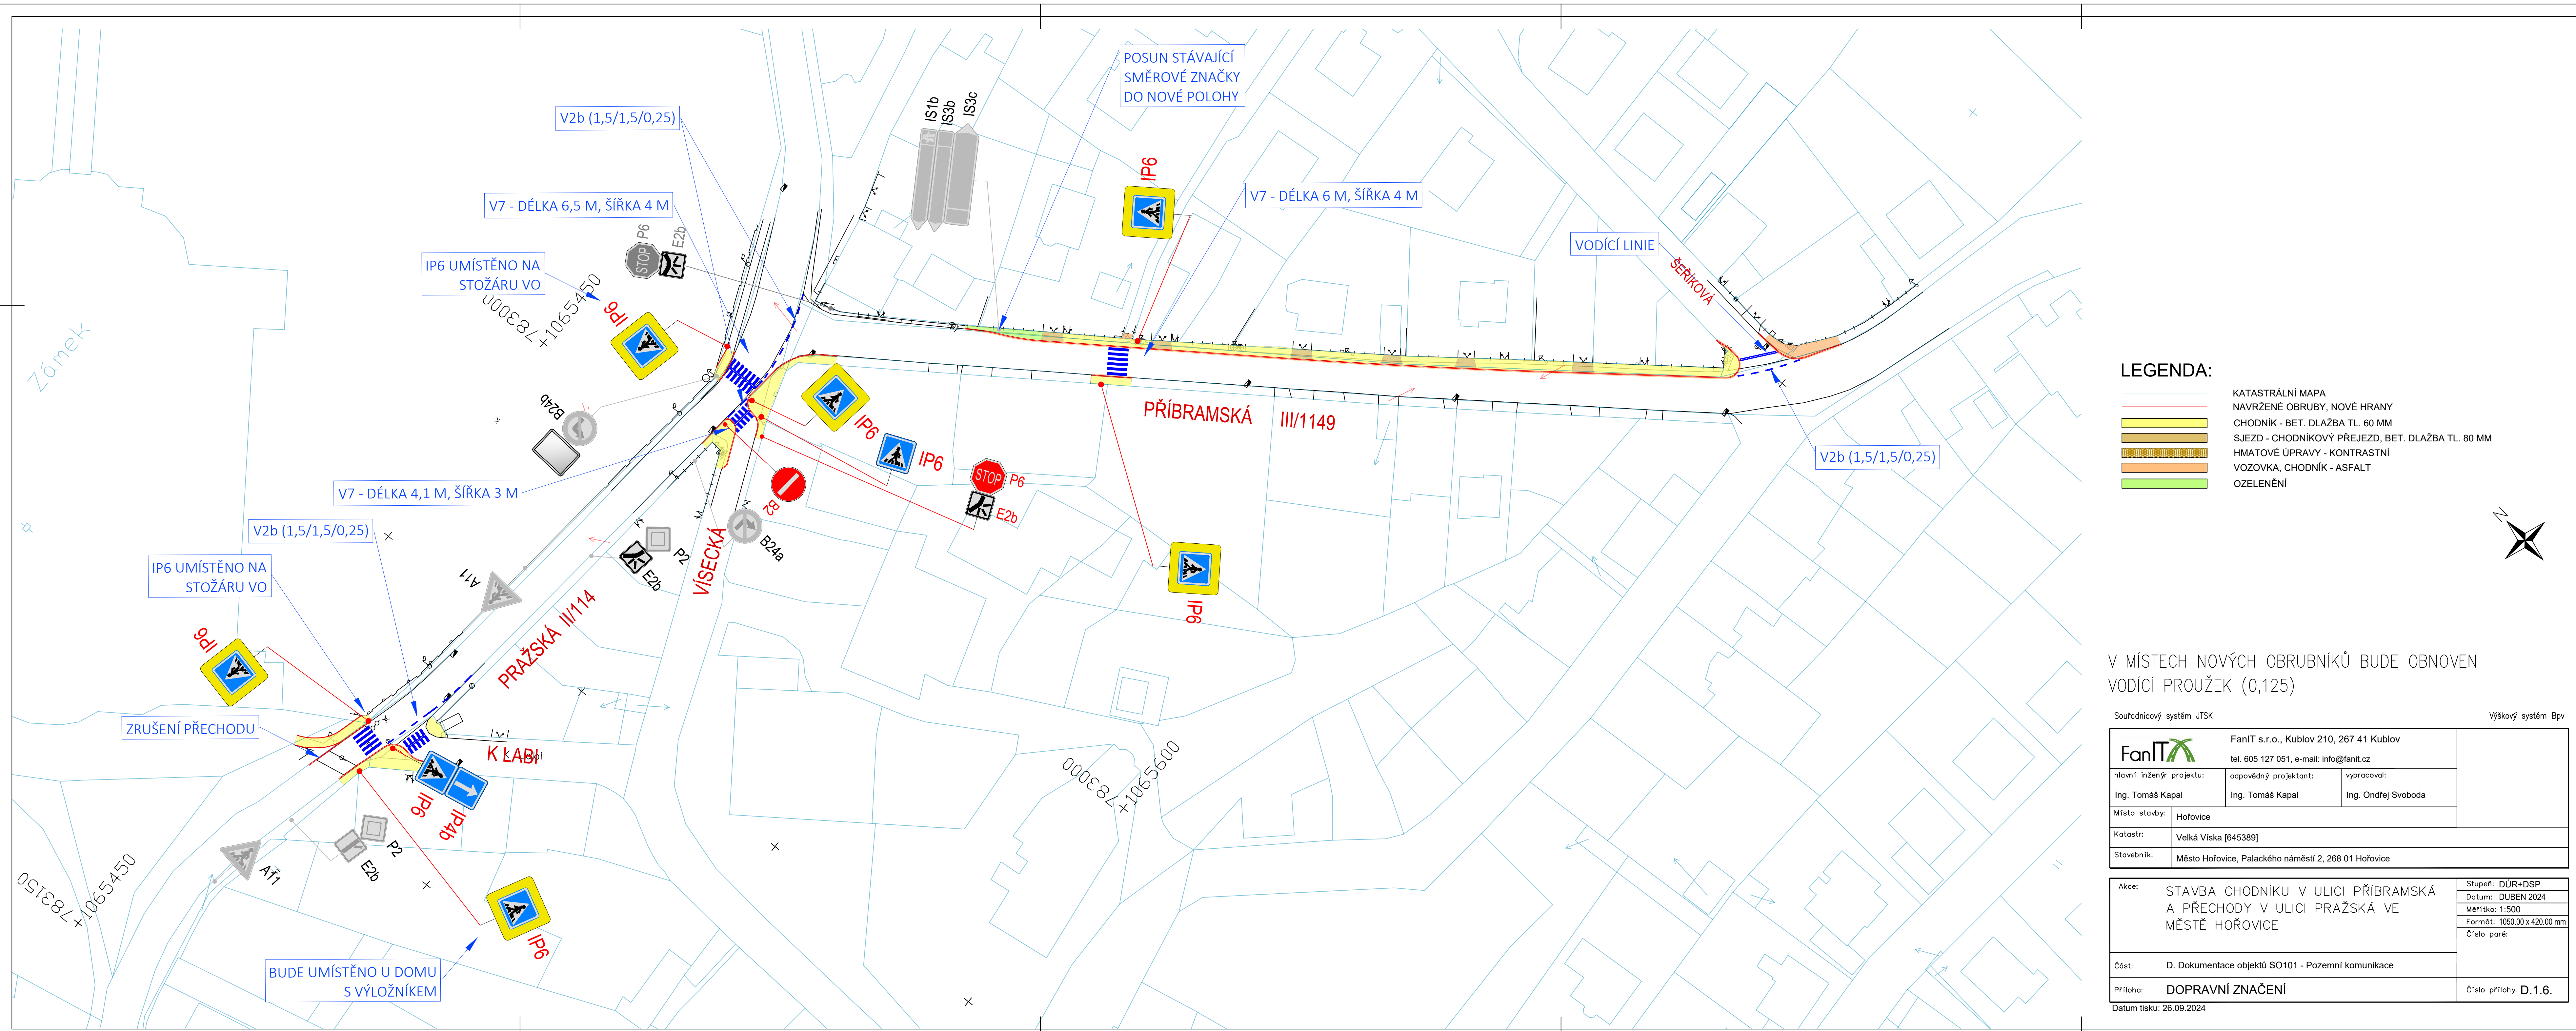 POSUN STÁVAJÍCÍ
SMĚROVÉ ZNAČKY
DO NOVÉ POLOHY
V2b (1,5/1,5/0,25)
IS1b
IS3b
IS3c
IP6
V7 - DÉLKA 6 M, ŠÍŘKA 4 M
V7 - DÉLKA 6,5 M, ŠÍŘKA 4 M
P6
E2b
STOP
VODÍCÍ LINIE
ŠEŘÍKOVÁ
IP6 UMÍSTĚNO NA
STOŽÁRU VO
783000
+1065450
IP6
Zámek
B24b
IP6
IP6
PŘÍBRAMSKÁ III/1149
V2b (1,5/1,5/0,25)
STOP
P6
E2b
B2
V7 - DÉLKA 4,1 M, ŠÍŘKA 3 M
V2b (1,5/1,5/0,25)
B24a
P2
E2b
VÍSECKÁ
A11
IP6 UMÍSTĚNO NA
STOŽÁRU VO
IP6
PRAŽSKÁ II/114
IP6
ZRUŠENÍ PŘECHODU
K LABI
IP6
IP4b
783000
+1065600
P2
E2b
A11
783150
+1065450
IP6
BUDE UMÍSTĚNO U DOMU
S VÝLOŽNÍKEM
LEGENDA:
KATASTRÁLNÍ MAPA
NAVRŽENÉ OBRUBY, NOVÉ HRANY
CHODNÍK - BET. DLAŽBA TL. 60 MM
SJEZD - CHODNÍKOVÝ PŘEJEZD, BET. DLAŽBA TL. 80 MM
HMATOVÉ ÚPRAVY - KONTRASTNÍ
VOZOVKA, CHODNÍK - ASFALT
OZELENĚNÍ
N
V MÍSTECH NOVÝCH OBRUBNÍKŮ BUDE OBNOVEN
VODÍCÍ PROUŽEK (0,125)
Souřadnicový systém JTSK
Výškový systém Bpv
FanIT
FanIT s.r.o., Kublov 210, 267 41 Kublov
tel. 605 127 051, e-mail: info@fanit.cz
hlavní inženýr projektu:
odpovědný projektant:
vypracoval:
Ing. Tomáš Kapal
Ing. Tomáš Kapal
Ing. Ondřej Svoboda
Místo stavby: Hořovice
Katastr: Velká Víska [645389]
Stavebník: Město Hořovice, Palackého náměstí 2, 268 01 Hořovice
Akce: STAVBA CHODNÍKU V ULICI PŘÍBRAMSKÁ
A PŘECHODY V ULICI PRAŽSKÁ VE
MĚSTĚ HOŘOVICE
Stupeň: DÚR+DSP
Datum: DUBEN 2024
Měřítko: 1:500
Formát: 1050.00 x 420.00 mm
Číslo paré:
Část: D. Dokumentace objektů SO101 - Pozemní komunikace
Příloha: DOPRAVNÍ ZNAČENÍ
Číslo přílohy: D.1.6.
Datum tisku: 26.09.2024